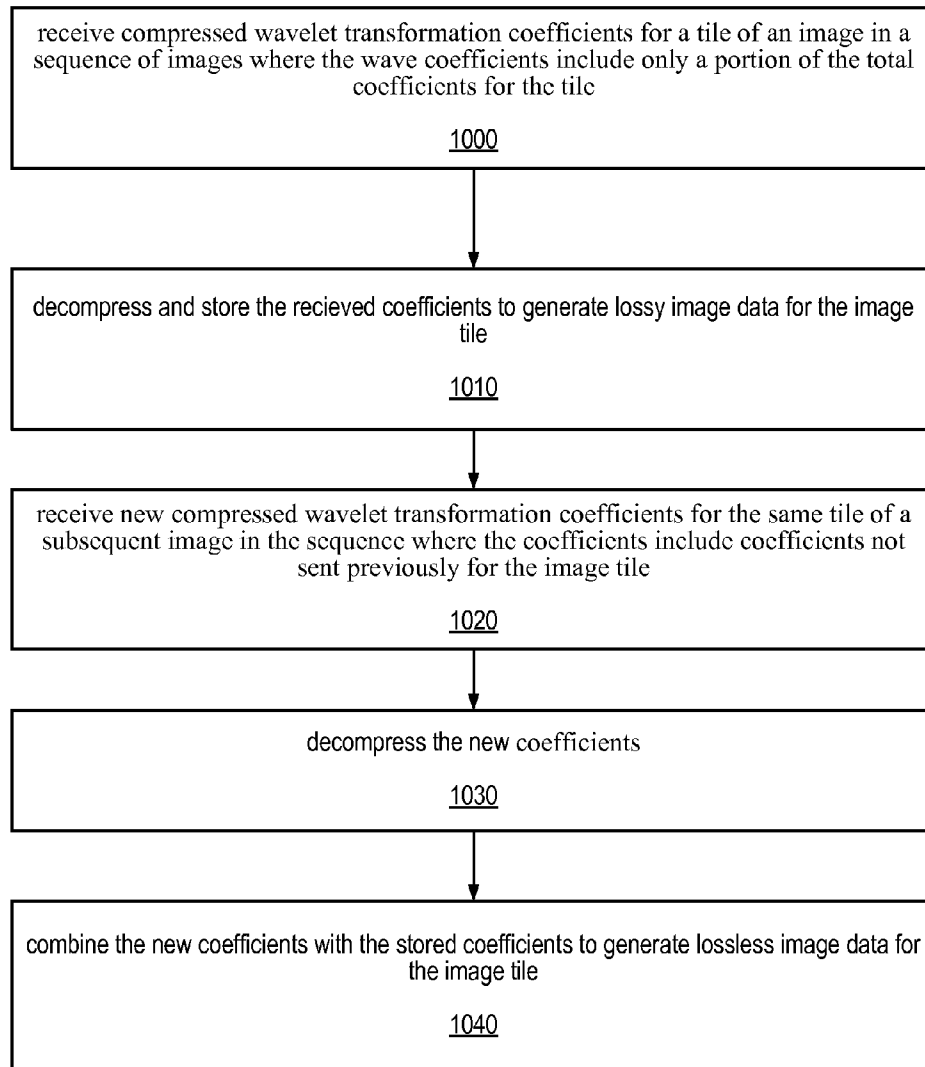 receive compressed wavelet transformation coefficients for a tile of an image in a
sequence of images where the wave coefficients include only a portion of the total
coefficients for the tile
1000
decompress and store the recieved coefficients to generate lossy image data for the image
tile
1010
receive new compressed wavelet transformation coefficients for the same tile of a
subsequent image in the sequence where the coefficients include coefficients not
sent previously for the image tile
1020
decompress the new coefficients
1030
combine the new coefficients with the stored coefficients to generate lossless image data for
the image tile
1040